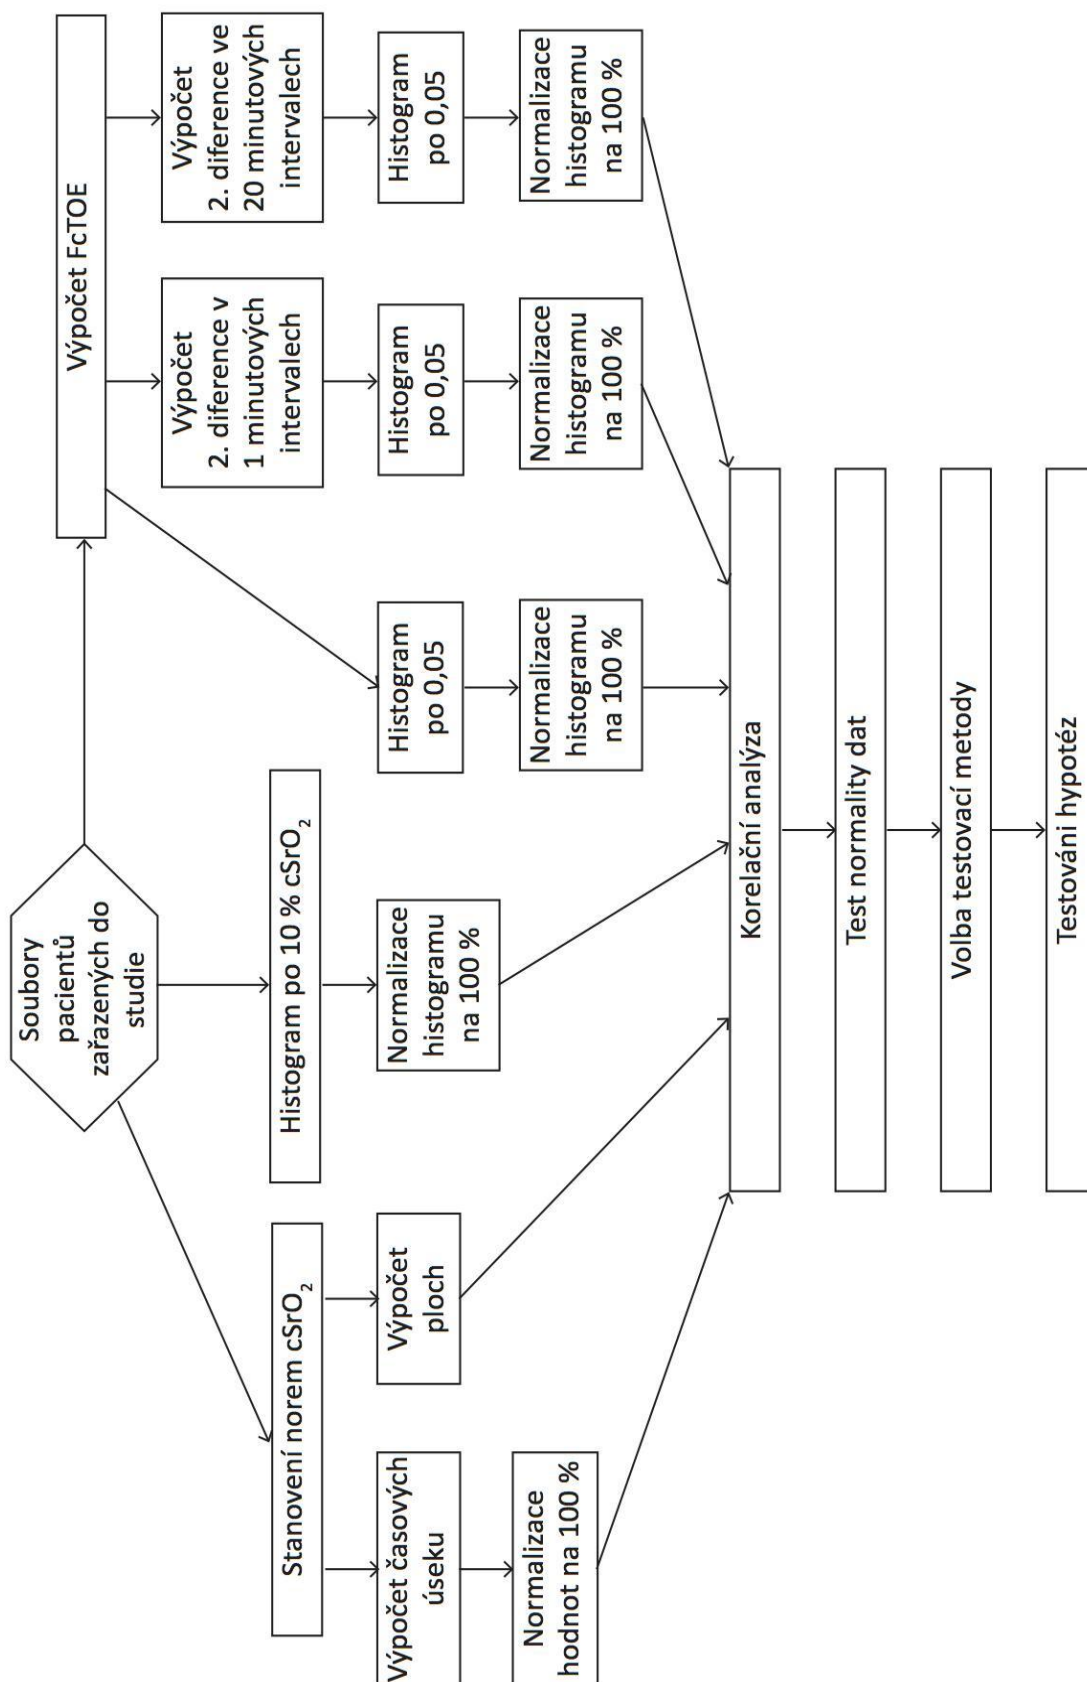 Soubory
pacientů
zařazených do
studie
Stanovení norem cSrO₂
Výpočet časových
úseku
Normalizace
hodnot na 100 %
Výpočet
ploch
Histogram po 10 % cSrO₂
Normalizace
histogramu
na 100 %
Výpočet FcTOE
Histogram
po 0,05
Normalizace
histogramu
na 100 %
Výpočet
2. diference v
1 minutových
intervalech
Histogram
po 0,05
Normalizace
histogramu
na 100 %
Výpočet
2. diference ve
20 minutových
intervalech
Histogram
po 0,05
Normalizace
histogramu
na 100 %
Korelační analýza
Test normality dat
Volba testovací metody
Testováni hypotéz